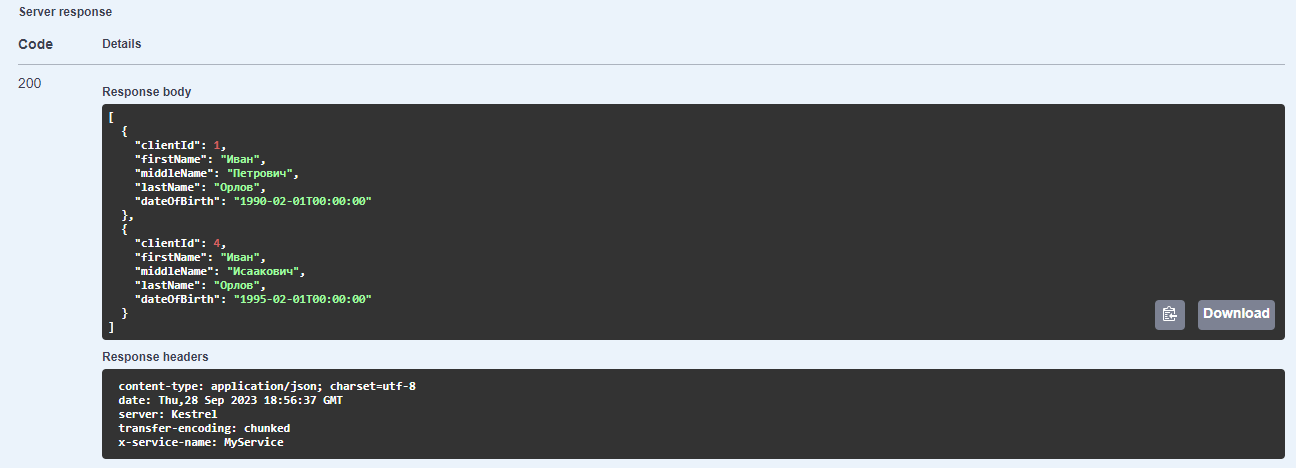 Server response
Code Details
200
Response body
[
  {
    "clientId": 1,
    "firstName": "Иван",
    "middleName": "Петрович",
    "lastName": "Орлов",
    "dateOfBirth": "1990-02-01T00:00:00"
  },
  {
    "clientId": 4,
    "firstName": "Иван",
    "middleName": "Исаакович",
    "lastName": "Орлов",
    "dateOfBirth": "1995-02-01T00:00:00"
  }
]
Download
Response headers
content-type: application/json; charset=utf-8
date: Thu,28 Sep 2023 18:56:37 GMT
server: Kestrel
transfer-encoding: chunked
x-service-name: MyService